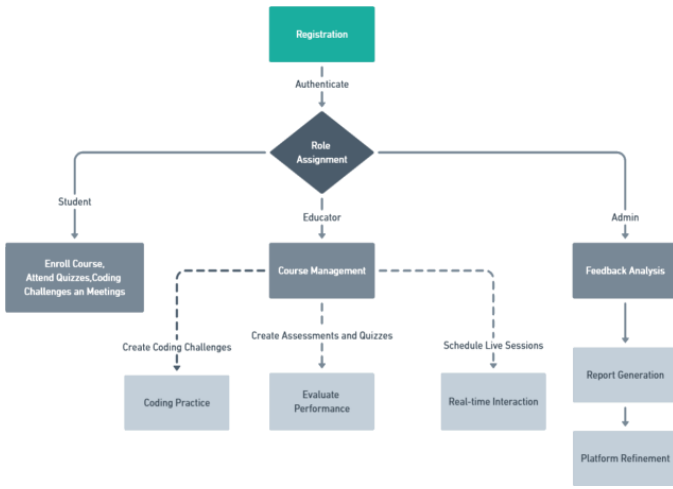 Registration
Authenticate
Role
Assignment
Student
Educator
Admin
Enroll Course,
Attend Quizzes,Coding
Challenges an Meetings
Course Management
Feedback Analysis
Create Coding Challenges
Create Assessments and Quizzes
Schedule Live Sessions
Coding Practice
Evaluate
Performance
Real-time Interaction
Report Generation
Platform Refinement